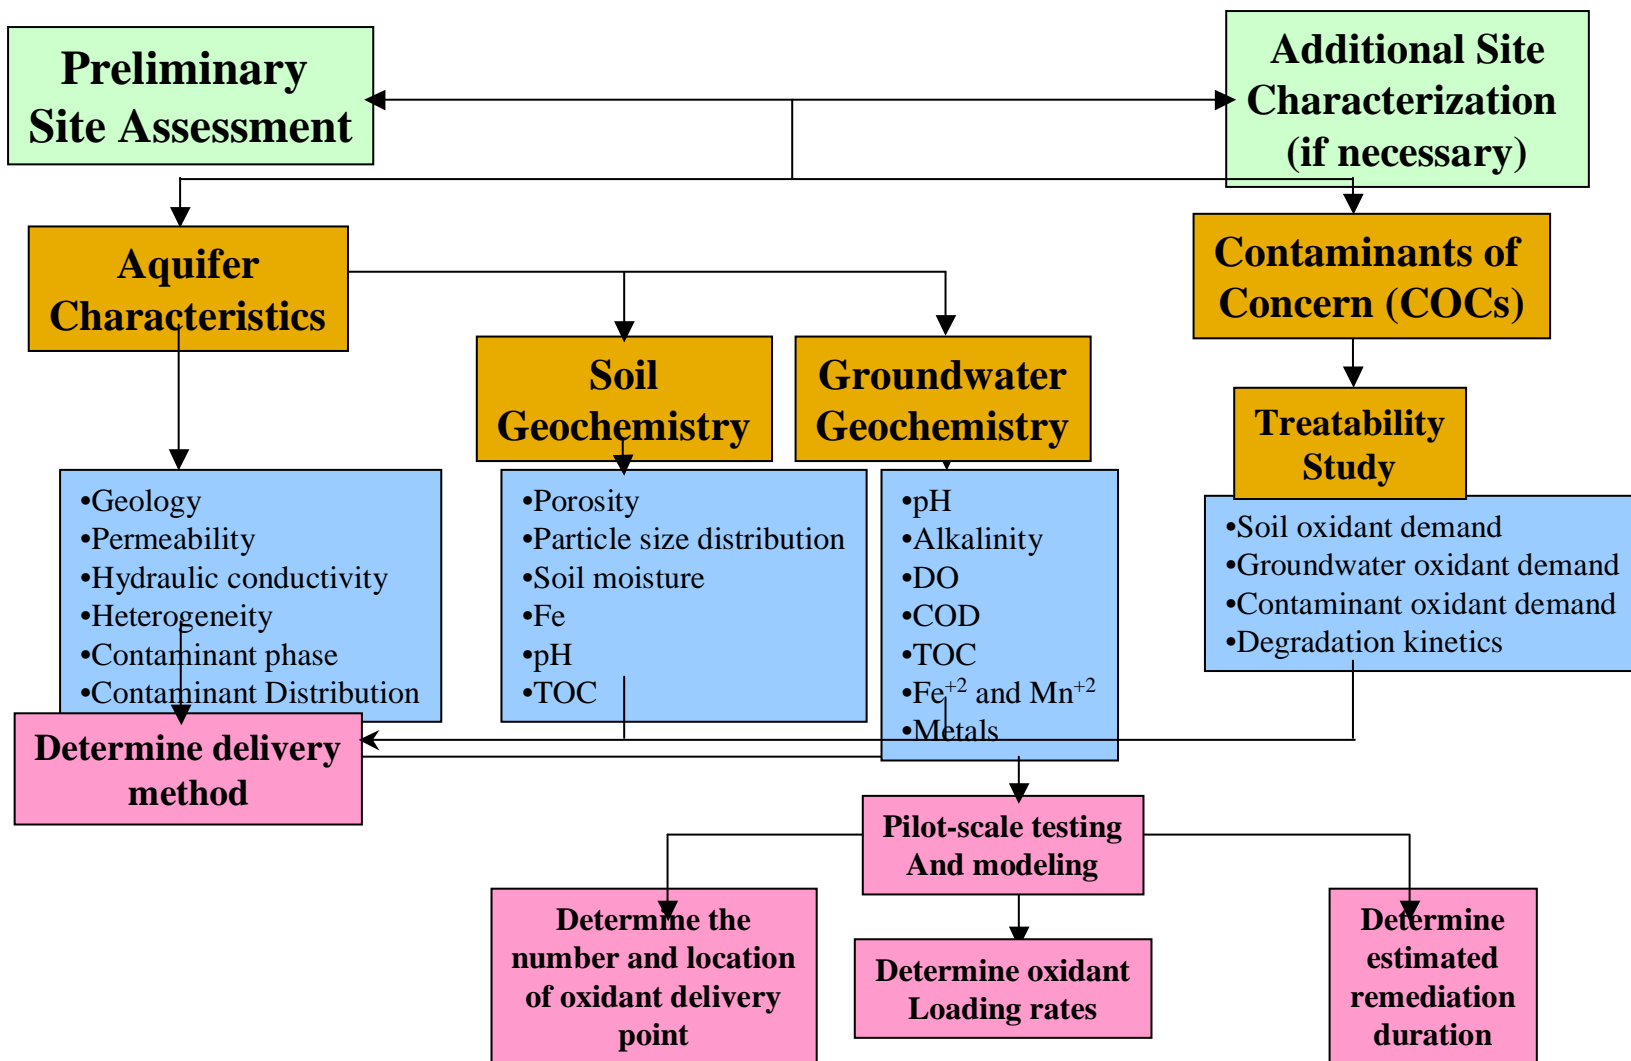 Preliminary
Site Assessment
Additional Site
Characterization
(if necessary)
Aquifer
Characteristics
Contaminants of
Concern (COCs)
Soil
Geochemistry
Groundwater
Geochemistry
Treatability
Study
•Geology
•Permeability
•Hydraulic conductivity
•Heterogeneity
•Contaminant phase
•Contaminant Distribution
•Porosity
•Particle size distribution
•Soil moisture
•Fe
•pH
•TOC
•pH
•Alkalinity
•DO
•COD
•TOC
•Fe⁺² and Mn⁺²
•Metals
•Soil oxidant demand
•Groundwater oxidant demand
•Contaminant oxidant demand
•Degradation kinetics
Determine delivery
method
Pilot-scale testing
And modeling
Determine the
number and location
of oxidant delivery
point
Determine oxidant
Loading rates
Determine
estimated
remediation
duration